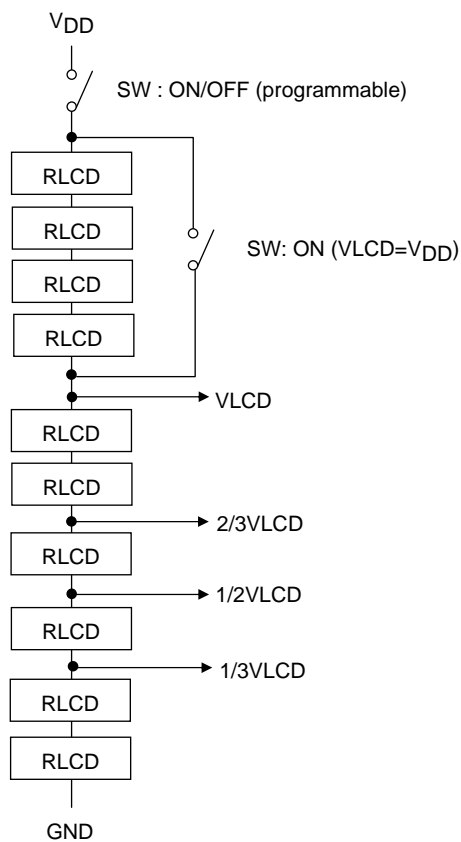 VDD
SW : ON/OFF (programmable)
RLCD
RLCD
RLCD
SW: ON (VLCD=VDD)
RLCD
VLCD
RLCD
RLCD
2/3VLCD
RLCD
1/2VLCD
RLCD
1/3VLCD
RLCD
RLCD
GND